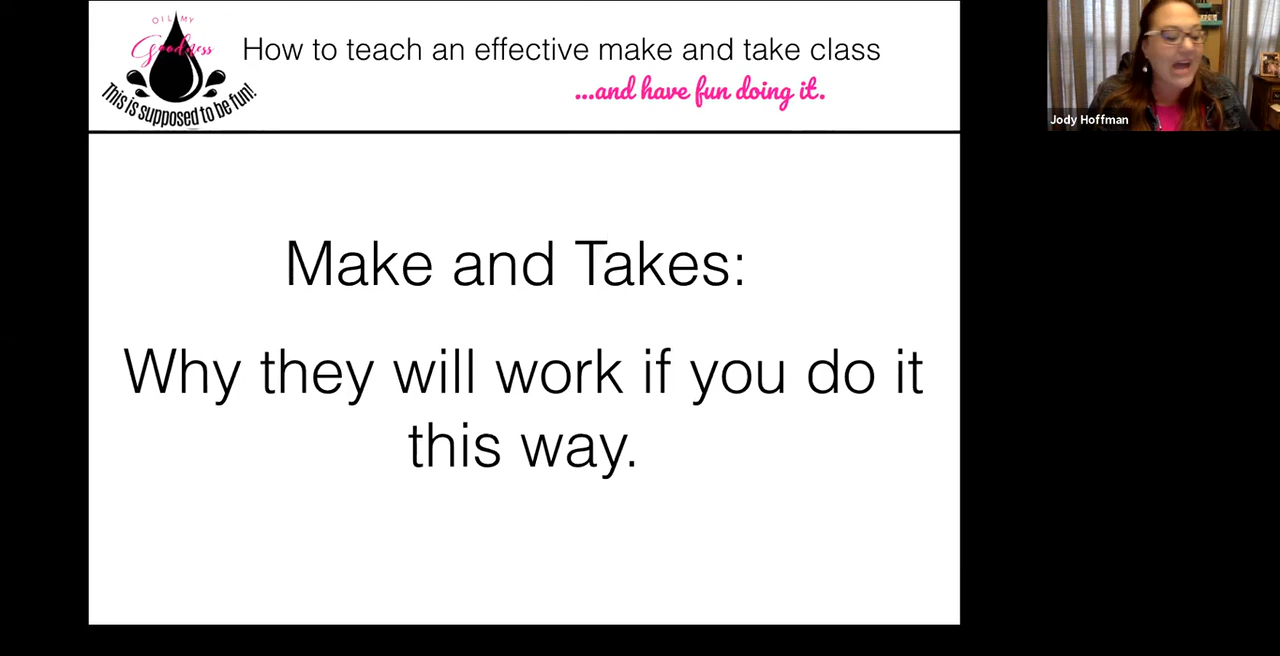 OIL MY
Goodness
This is supposed to be fun!
How to teach an effective make and take class
...and have fun doing it.
Jody Hoffman
Make and Takes:
Why they will work if you do it
this way.